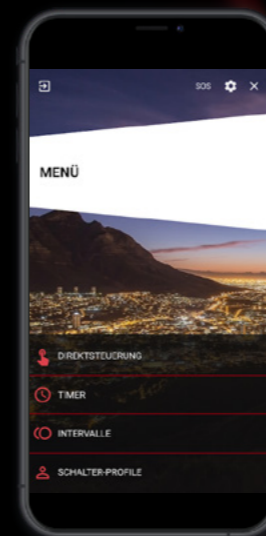 SOS
MENÜ
DIREKTSTEUERUNG
TIMER
INTERVALLE
SCHALTER-PROFILE